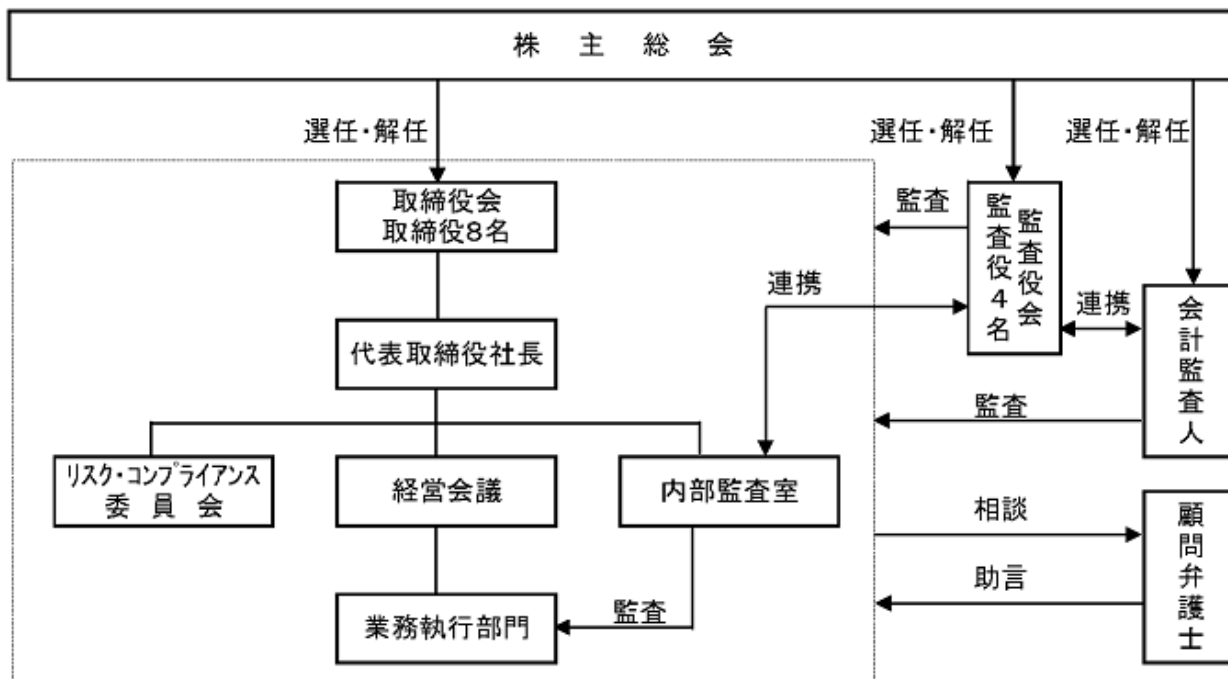 株主総会
選任・解任
選任・解任
選任・解任
取締役会
取締役8名
監査
監査役会
監査役4名
連携
連携
会計監査人
代表取締役社長
監査
リスク・コンプライアンス
委員会
経営会議
内部監査室
相談
顧問弁護士
助言
業務執行部門
監査